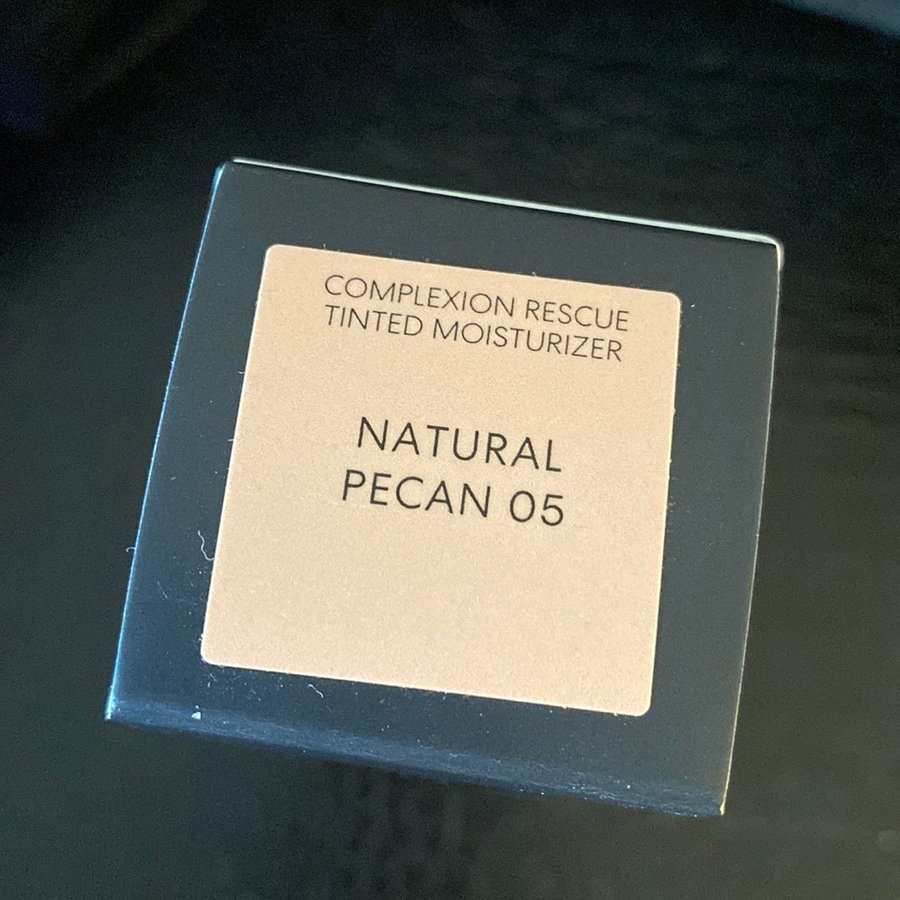 COMPLEXION RESCUE
TINTED MOISTURIZER
NATURAL
PECAN 05